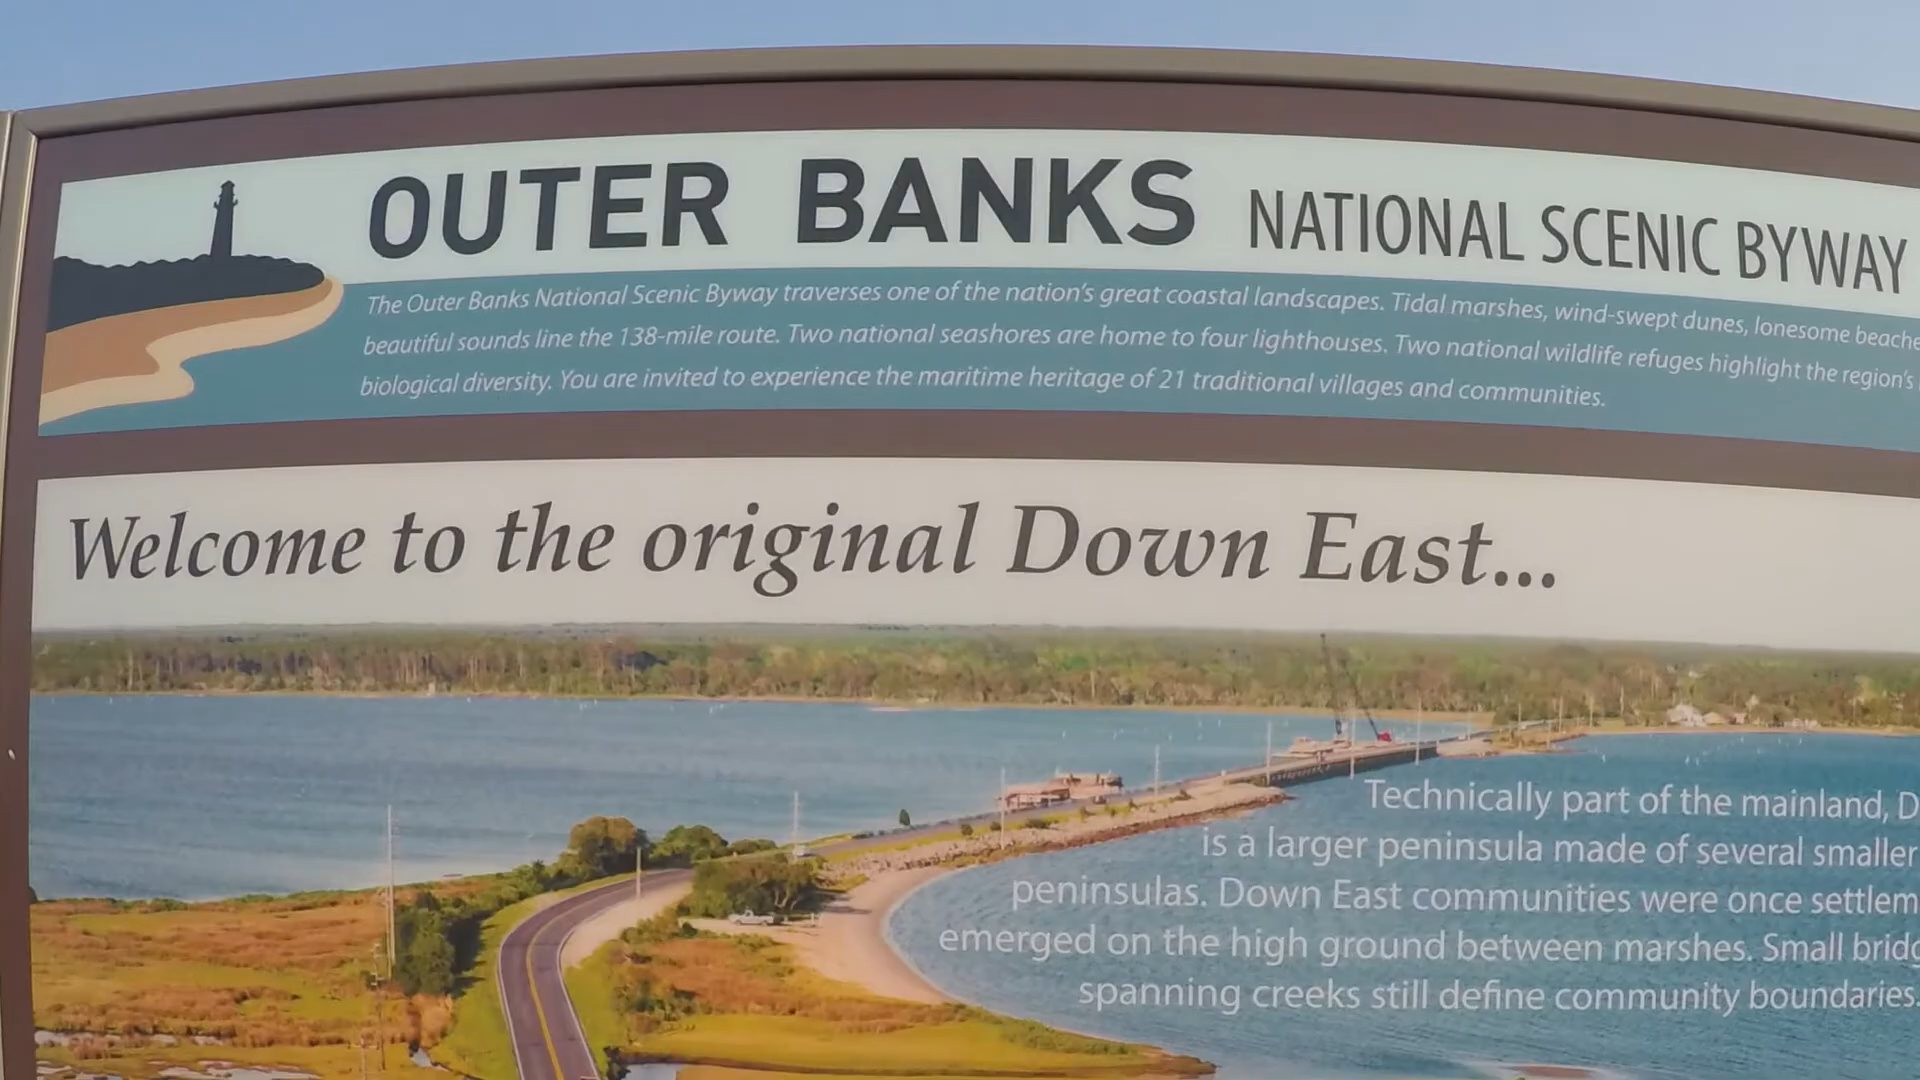 OUTER BANKS NATIONAL SCENIC BYWAY
The Outer Banks National Scenic Byway traverses one of the nation's great coastal landscapes. Tidal marshes, wind-swept dunes, lonesome beache
beautiful sounds line the 138-mile route. Two national seashores are home to four lighthouses. Two national wildlife refuges highlight the region's
biological diversity. You are invited to experience the maritime heritage of 21 traditional villages and communities.
Welcome to the original Down East...
Technically part of the mainland, D
is a larger peninsula made of several smaller
peninsulas. Down East communities were once settlem
emerged on the high ground between marshes. Small bridg
spanning creeks still define community boundaries.